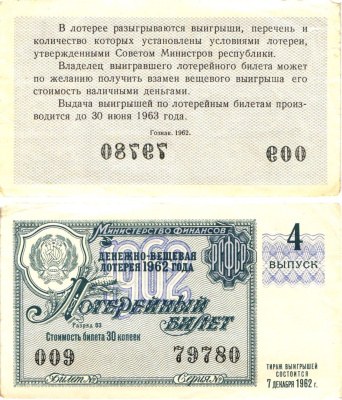 В лотерее разыгрываются выигрыши, перечень и
количество которых установлены условиями лотереи,
утвержденными Советом Министров республики.
Владелец выигравшего лотерейного билета может
по желанию получить взамен вещевого выигрыша его
стоимость наличными деньгами.
Выдача выигрышей по лотерейным билетам произ-
водится до 30 июня 1963 года.
Гознак. 1962.
79780 009
Министерство финансов
РСФСР
1962
ДЕНЕЖНО-ВЕЩЕВАЯ
ЛОТЕРЕЯ 1962 ГОДА
Лотерейный
БИЛЕТ
Разряд 03
Стоимость билета 30 копеек
009 79780
Билет № Серия №
4
ВЫПУСК
ТИРАЖ ВЫИГРЫШЕЙ
СОСТОИТСЯ
7 ДЕКАБРЯ 1962 г.